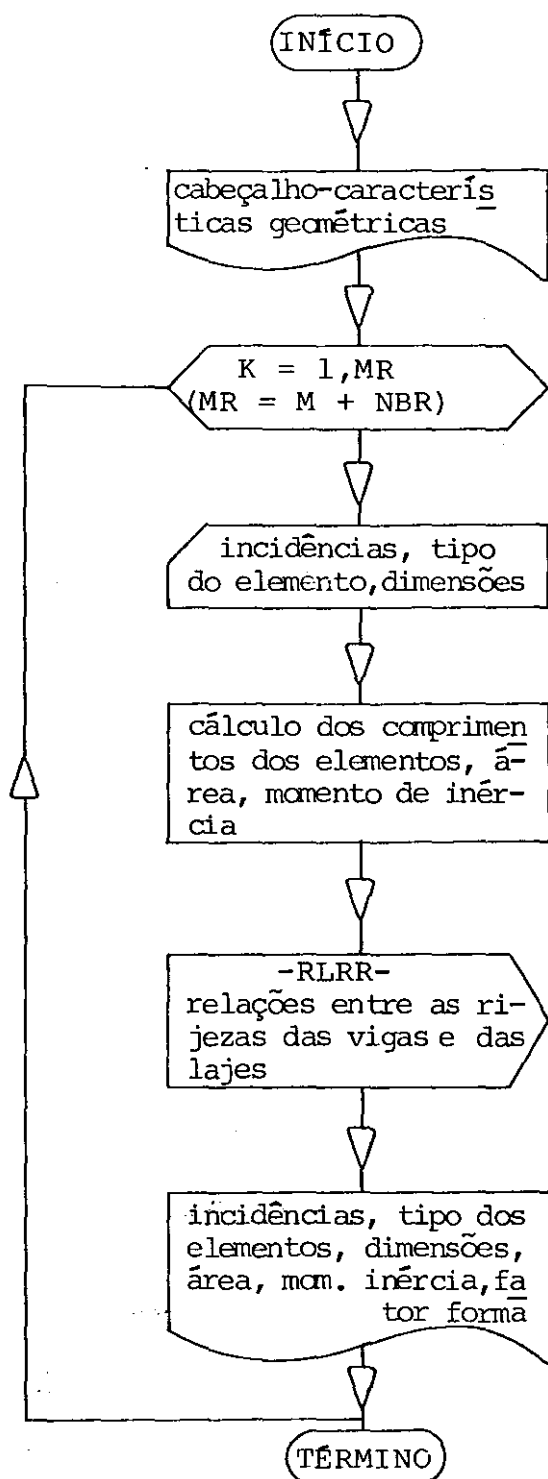 INÍCIO
cabeçalho-caracterís
ticas geométricas
K = 1,MR
(MR = M + NBR)
incidências, tipo
do elemento,dimensões
cálculo dos comprimen
tos dos elementos, á-
rea, momento de inér-
cia
-RLRR-
relações entre as ri-
jezas das vigas e das
lajes
incidências, tipo dos
elementos, dimensões,
área, mom. inércia,fa
tor forma
TÉRMINO